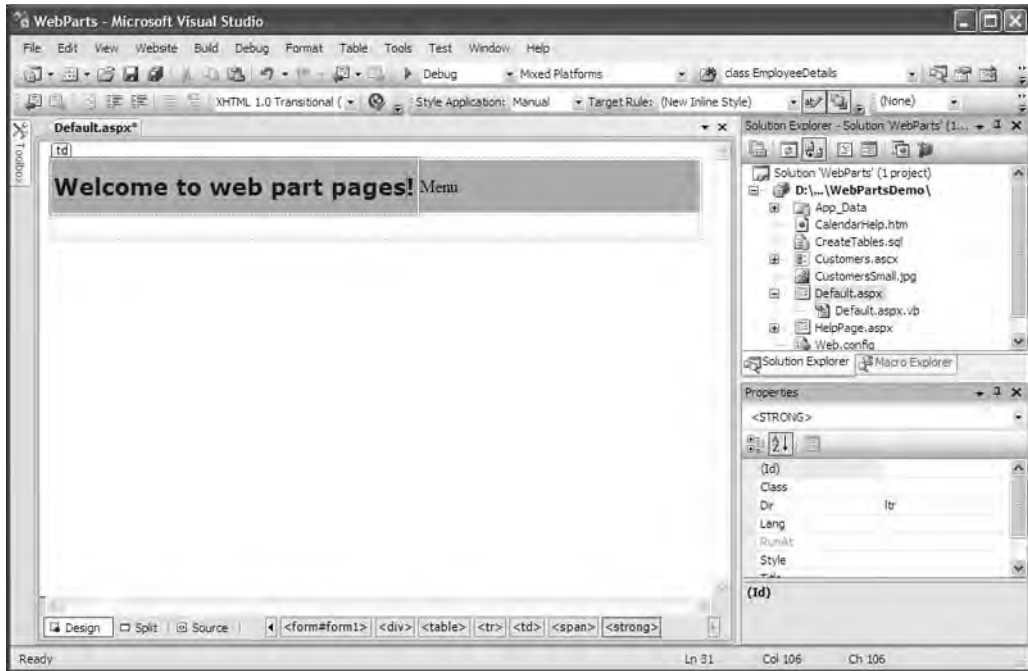 WebParts - Microsoft Visual Studio
File Edit View Website Build Debug Format Table Tools Test Window Help
Debug Mixed Platforms class EmployeeDetails
XHTML 1.0 Transitional ( Style Application: Manual Target Rule: (New Inline Style) (None)
Toolbox
Default.aspx*
td
Welcome to web part pages! Menu
Design Split Source <form#form1> <div> <table> <tr> <td> <span> <strong>
Solution Explorer - Solution 'WebParts' (1...
Solution 'WebParts' (1 project)
D:\...\WebPartsDemo\
App_Data
CalendarHelp.htm
CreateTables.sql
Customers.ascx
CustomersSmall.jpg
Default.aspx
Default.aspx.vb
HelpPage.aspx
Web.config
Solution Explorer Macro Explorer
Properties
<STRONG>
(Id)
Class
Dir ltr
Lang
RunAt
Style
(Id)
Ready Ln 31 Col 106 Ch 106